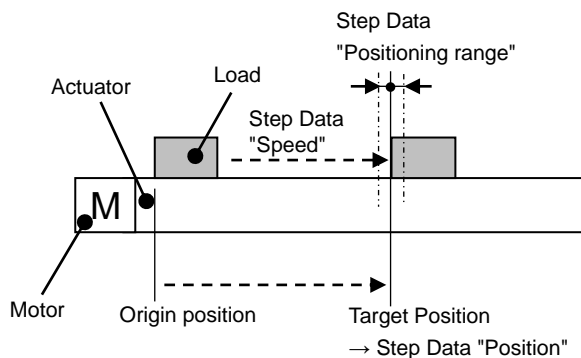 Step Data
"Positioning range"
Actuator
Load
Step Data
"Speed"
M
Motor
Origin position
Target Position
→ Step Data "Position"